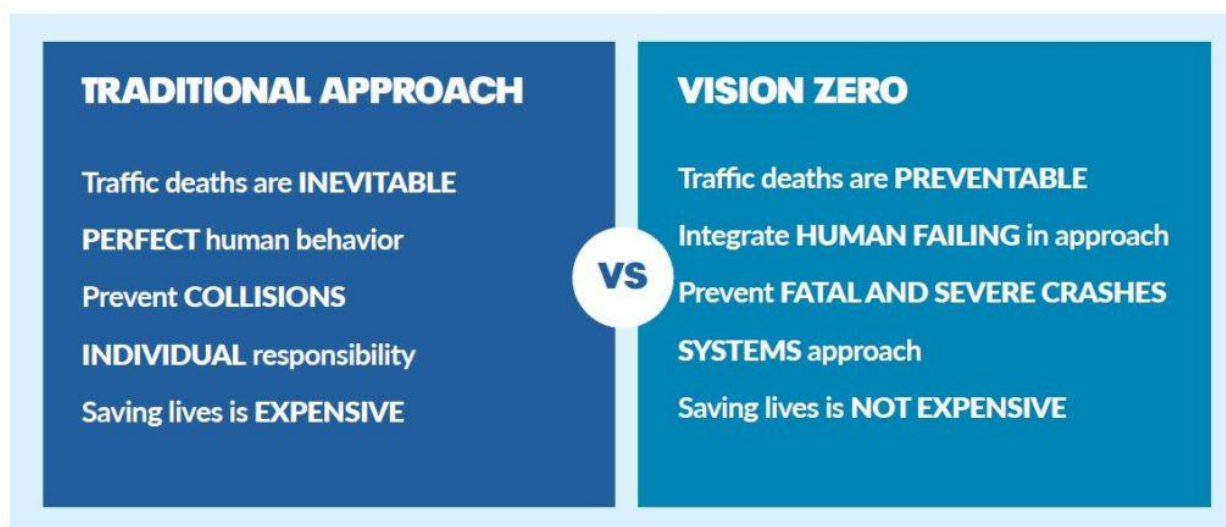 TRADITIONAL APPROACH
Traffic deaths are INEVITABLE
PERFECT human behavior
Prevent COLLISIONS
INDIVIDUAL responsibility
Saving lives is EXPENSIVE
VS
VISION ZERO
Traffic deaths are PREVENTABLE
Integrate HUMAN FAILING in approach
Prevent FATAL AND SEVERE CRASHES
SYSTEMS approach
Saving lives is NOT EXPENSIVE